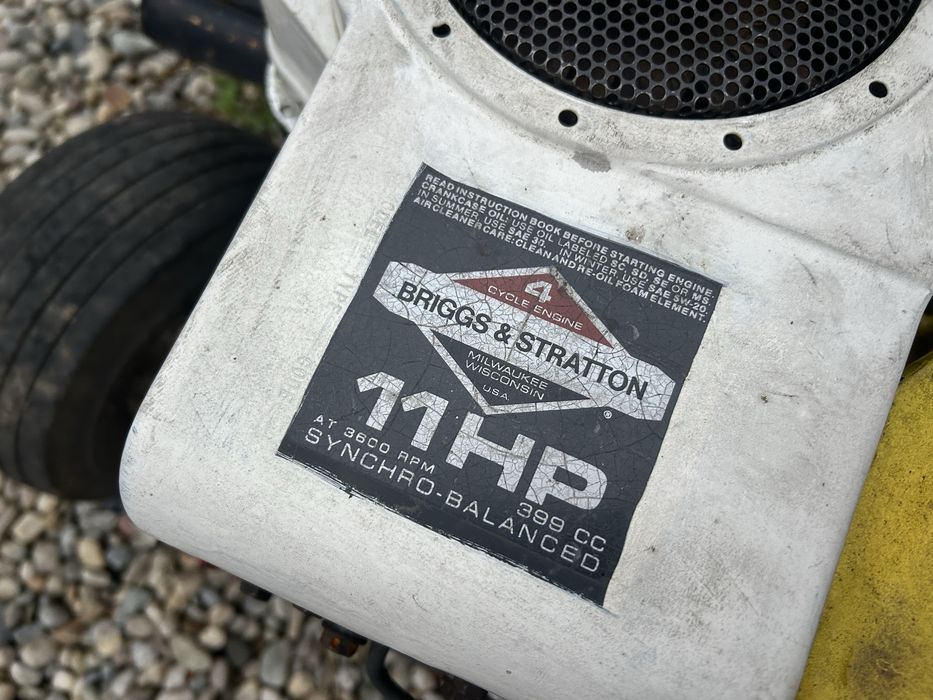 READ INSTRUCTION BOOK BEFORE STARTING ENGINE
CRANKCASE OIL: USE OIL LABELED SC, SD, SE OR MS.
IN SUMMER, USE SAE 30. IN WINTER, USE SAE 5W-20.
AIR CLEANER CARE: CLEAN AND RE-OIL FOAM ELEMENT.
4
CYCLE ENGINE
BRIGGS & STRATTON
MILWAUKEE
WISCONSIN
U.S.A.
®
11 HP
AT 3600 RPM
399 CC
SYNCHRO-BALANCED